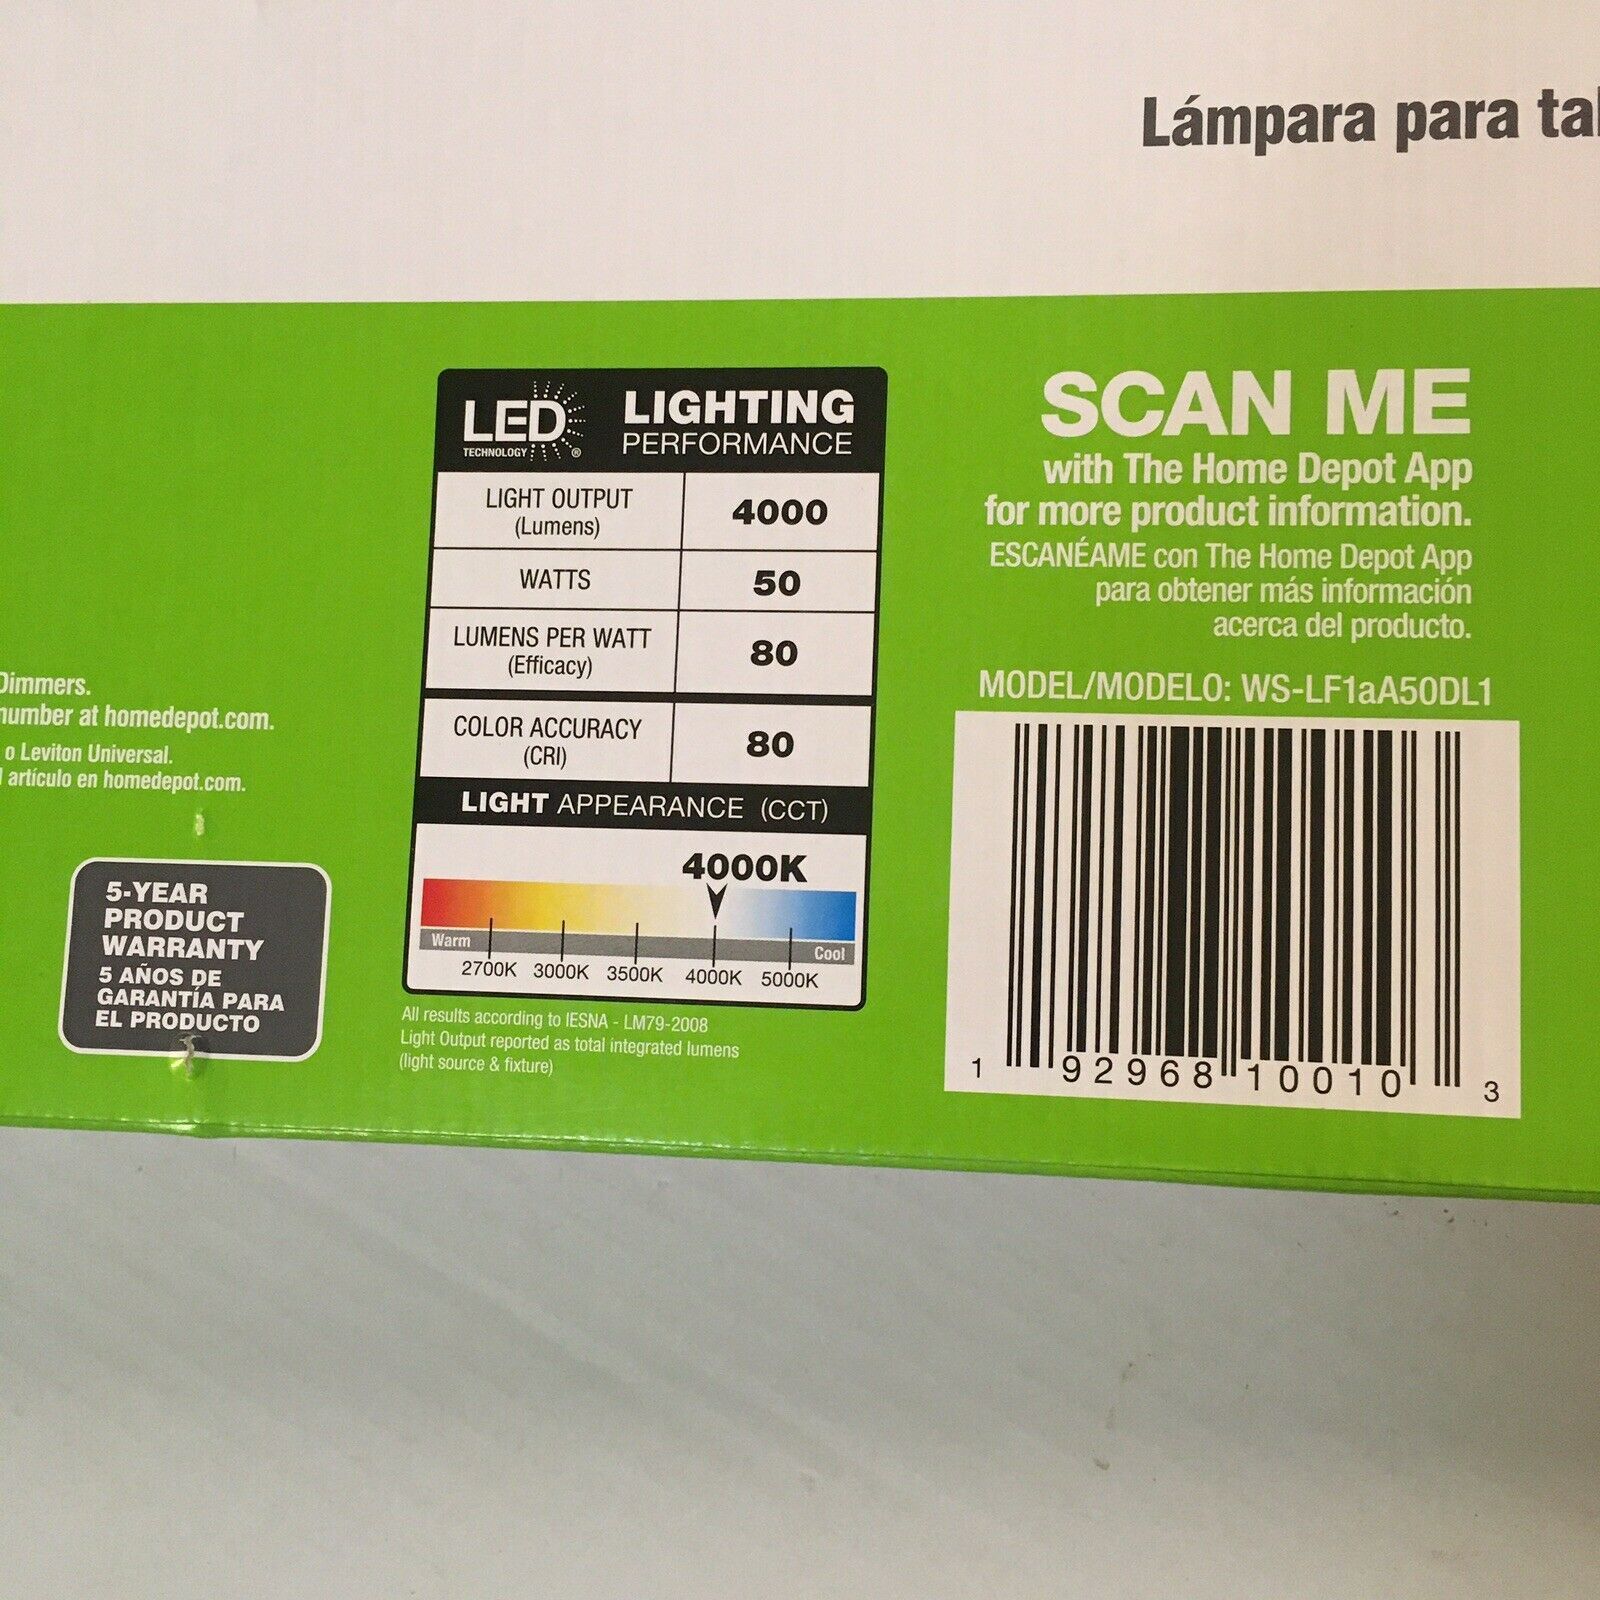 Lámpara para
LED
TECHNOLOGY ®
LIGHTING
PERFORMANCE
LIGHT OUTPUT
(Lumens)
4000
WATTS
50
LUMENS PER WATT
(Efficacy)
80
COLOR ACCURACY
(CRI)
80
LIGHT APPEARANCE (CCT)
4000K
Warm
Cool
2700K 3000K 3500K 4000K 5000K
All results according to IESNA - LM79-2008
Light Output reported as total integrated lumens
(light source & fixture)
SCAN ME
with The Home Depot App
for more product information.
ESCANÉAME con The Home Depot App
para obtener más información
acerca del producto.
MODEL/MODELO: WS-LF1aA50DL1
1 92968 10010 3
Dimmers.
number at homedepot.com.
o Leviton Universal.
artículo en homedepot.com.
5-YEAR
PRODUCT
WARRANTY
5 AÑOS DE
GARANTÍA PARA
EL PRODUCTO